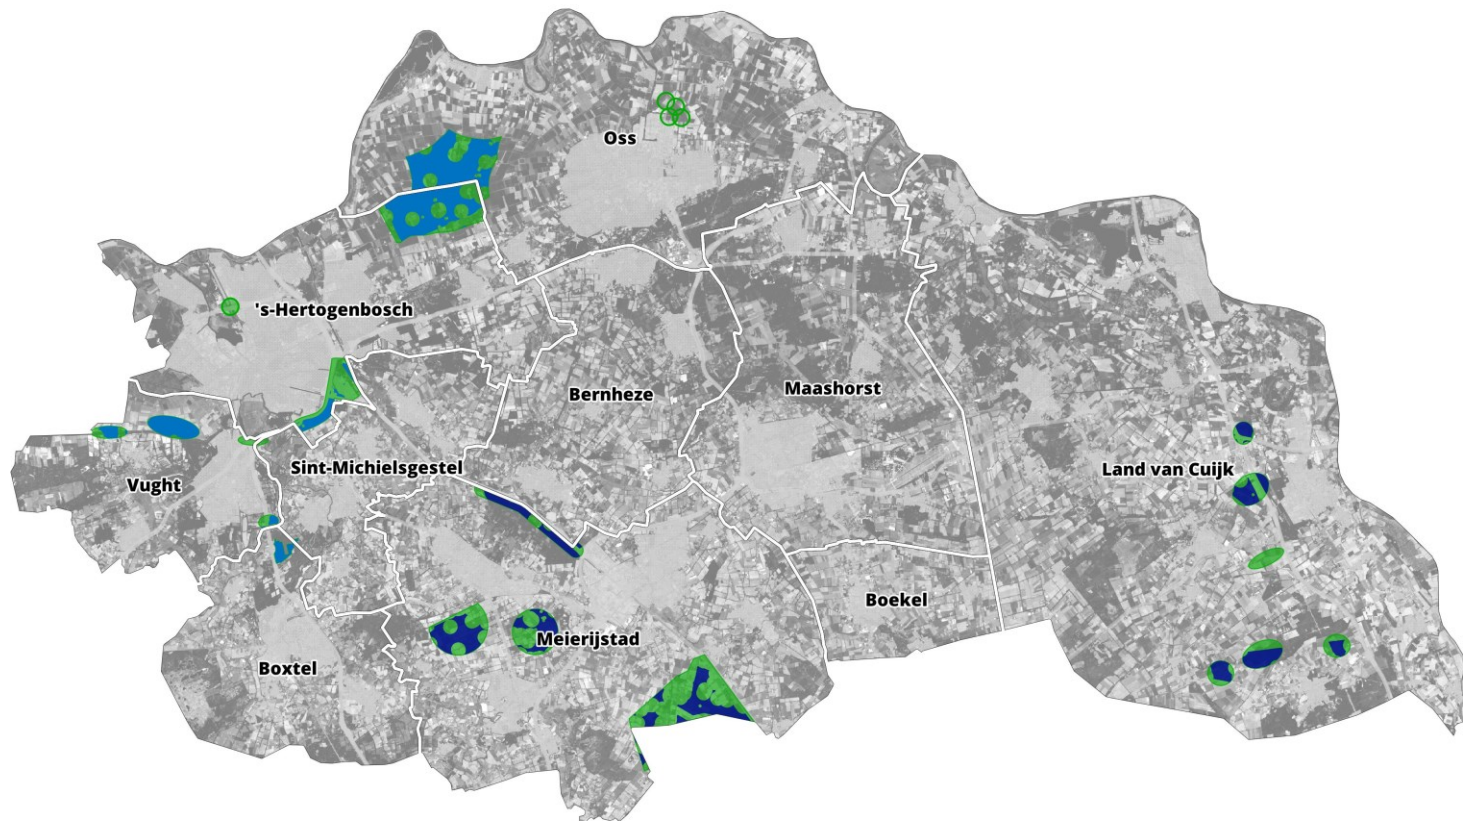 Oss
's-Hertogenbosch
Bernheze
Maashorst
Sint-Michielsgestel
Land van Cuijk
Vught
Boekel
Meierijstad
Boxtel